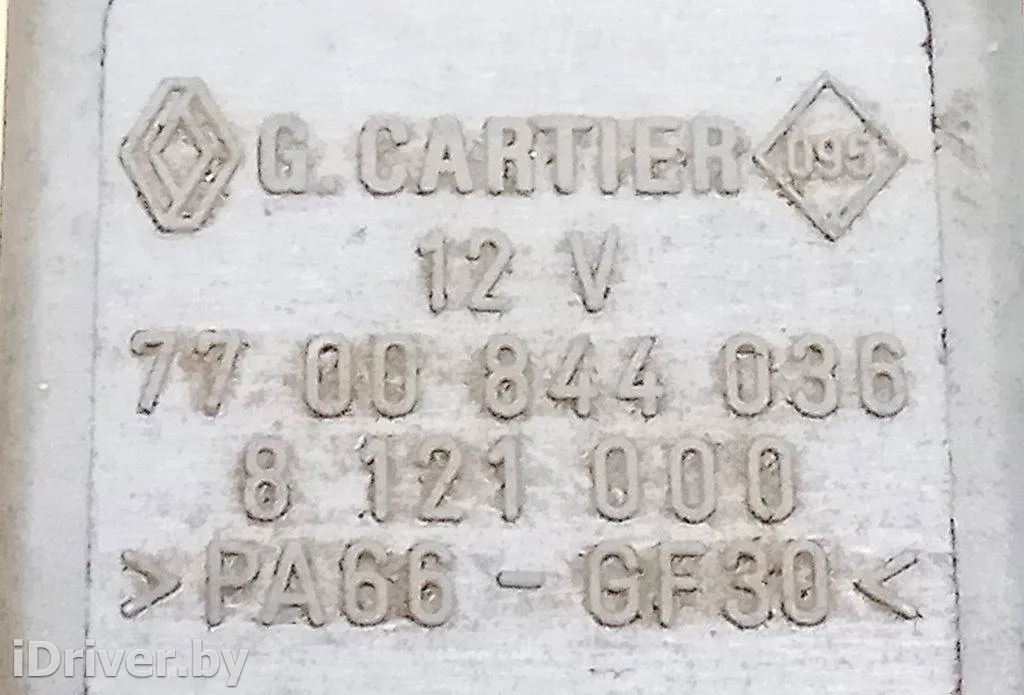 G. CARTIER 095
12 V
77 00 844 036
8 121 000
>PA66-GF30<
iDriver.by